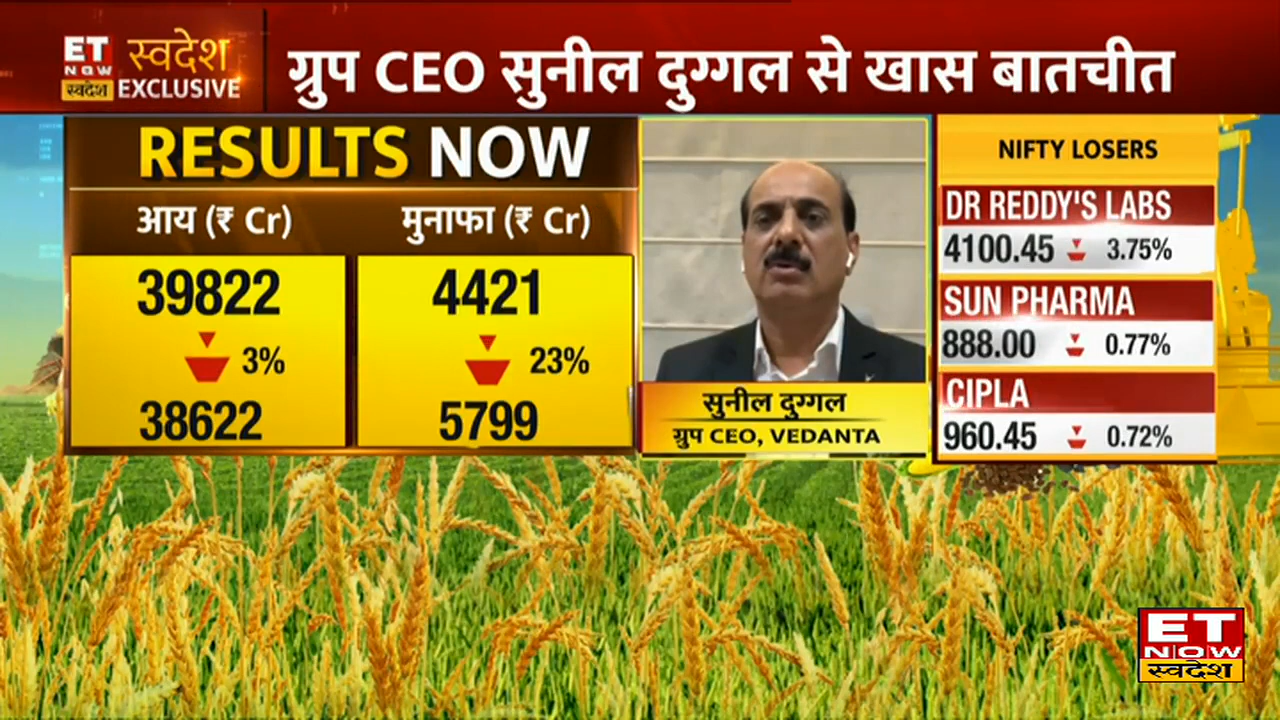 ET NOW स्वदेश
स्वदेश
EXCLUSIVE
ग्रुप CEO सुनील दुग्गल से खास बातचीत
RESULTS NOW
आय (₹ Cr)
मुनाफा (₹ Cr)
39822
3%
38622
4421
23%
5799
सुनील दुग्गल
ग्रुप CEO, VEDANTA
NIFTY LOSERS
DR REDDY'S LABS
4100.45 3.75%
SUN PHARMA
888.00 0.77%
CIPLA
960.45 0.72%
ET
NOW
स्वदेश